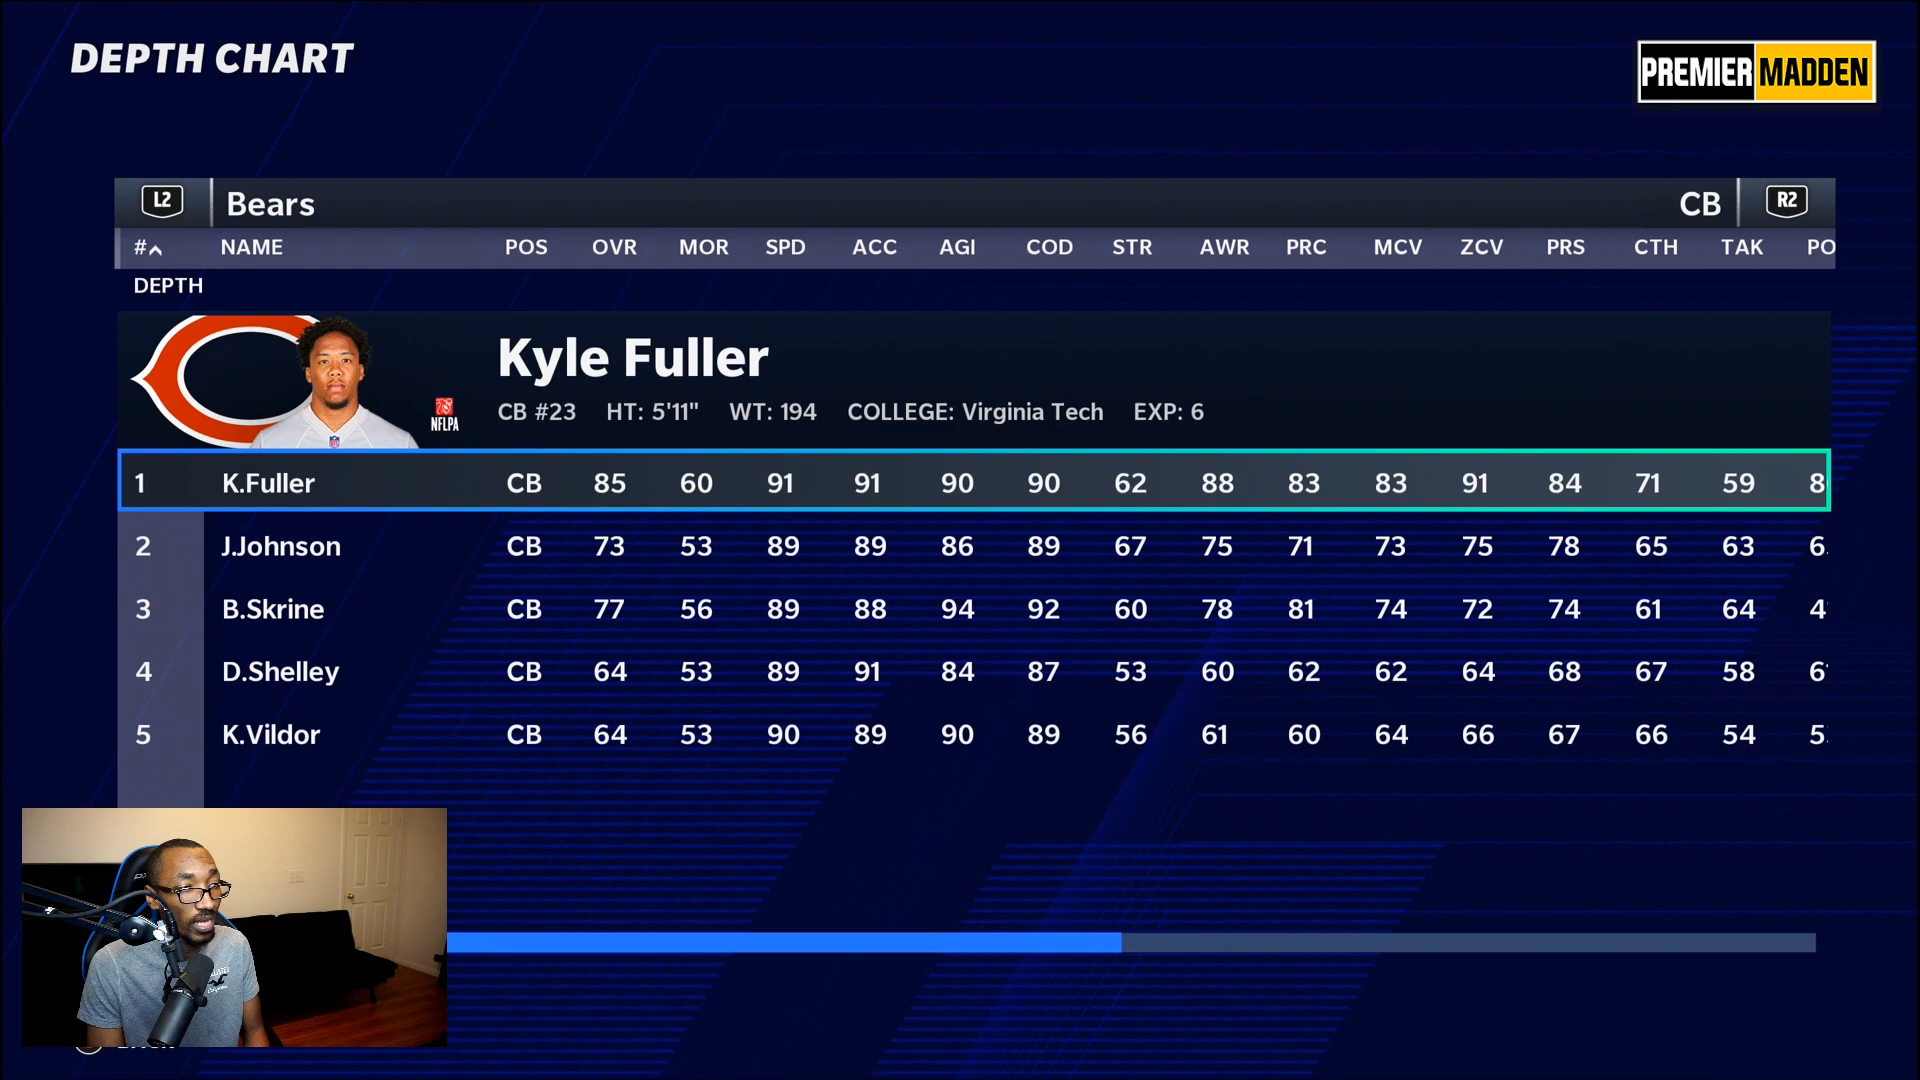 DEPTH CHART
PREMIER MADDEN
L2 Bears CB R2
# NAME POS OVR MOR SPD ACC AGI COD STR AWR PRC MCV ZCV PRS CTH TAK PO
DEPTH
Kyle Fuller
NFLPA
CB #23 HT: 5'11" WT: 194 COLLEGE: Virginia Tech EXP: 6
1 K.Fuller CB 85 60 91 91 90 90 62 88 83 83 91 84 71 59 8
2 J.Johnson CB 73 53 89 89 86 89 67 75 71 73 75 78 65 63 6
3 B.Skrine CB 77 56 89 88 94 92 60 78 81 74 72 74 61 64 4
4 D.Shelley CB 64 53 89 91 84 87 53 60 62 62 64 68 67 58 6
5 K.Vildor CB 64 53 90 89 90 89 56 61 60 64 66 67 66 54 5